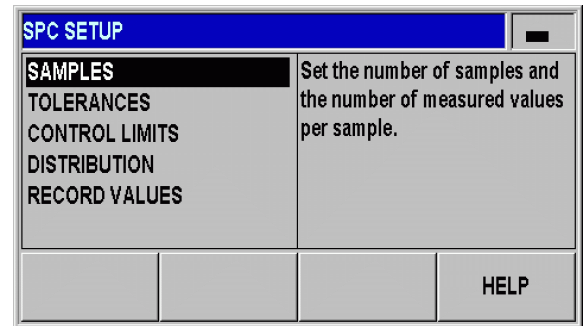 SPC SETUP
SAMPLES
TOLERANCES
CONTROL LIMITS
DISTRIBUTION
RECORD VALUES
Set the number of samples and
the number of measured values
per sample.
HELP